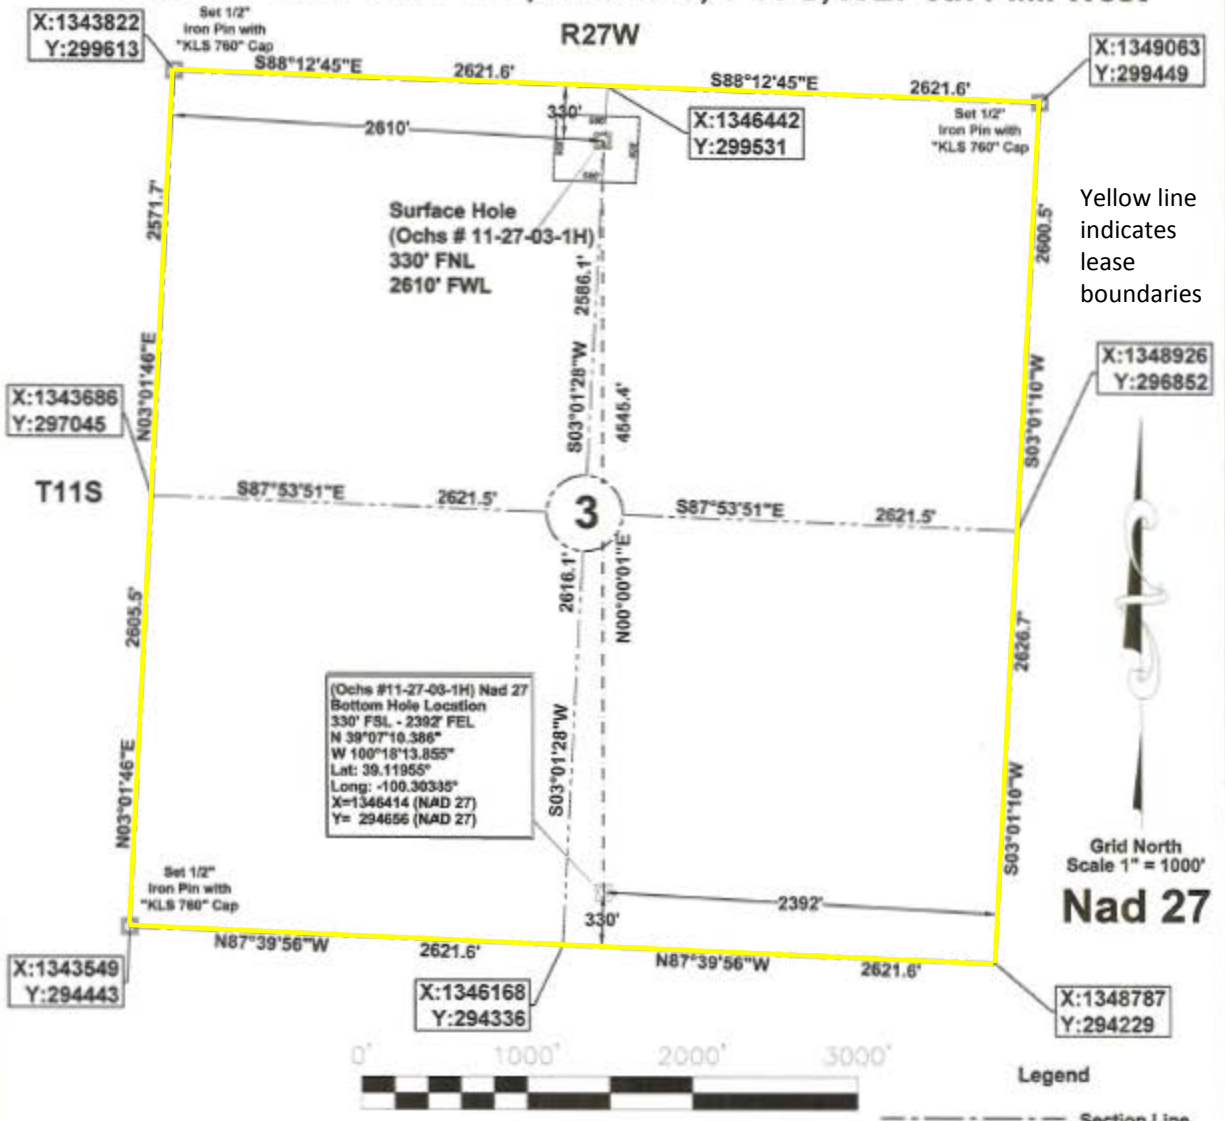 Set 1/2"
Iron Pin with
"KLS 760" Cap
X:1343822
Y:299613
R27W
X:1349063
Y:299449
S88°12'45"E
2621.6'
S88°12'45"E
2621.6'
330'
X:1346442
Y:299531
Set 1/2"
Iron Pin with
"KLS 760" Cap
2610'
Surface Hole
(Ochs # 11-27-03-1H)
330' FNL
2610' FWL
2571.7'
2586.1'
2600.5'
Yellow line
indicates
lease
boundaries
N03°01'46"E
S03°01'28"W
4545.4'
S03°01'10"W
X:1343686
Y:297045
X:1348926
Y:296852
T11S
S87°53'51"E
2621.5'
3
S87°53'51"E
2621.5'
2605.5'
2616.1'
N00°00'01"E
2626.7'
(Ochs #11-27-03-1H) Nad 27
Bottom Hole Location
330' FSL - 2392' FEL
N 39°07'10.386"
W 100°18'13.855"
Lat: 39.11955°
Long: -100.30385°
X=1346414 (NAD 27)
Y= 294656 (NAD 27)
N03°01'46"E
S03°01'28"W
S03°01'10"W
Grid North
Scale 1" = 1000'
Nad 27
Set 1/2"
Iron Pin with
"KLS 760" Cap
2392'
330'
N87°39'56"W
2621.6'
N87°39'56"W
2621.6'
X:1343549
Y:294443
X:1346168
Y:294336
X:1348787
Y:294229
0'
1000'
2000'
3000'
Legend
Section Line